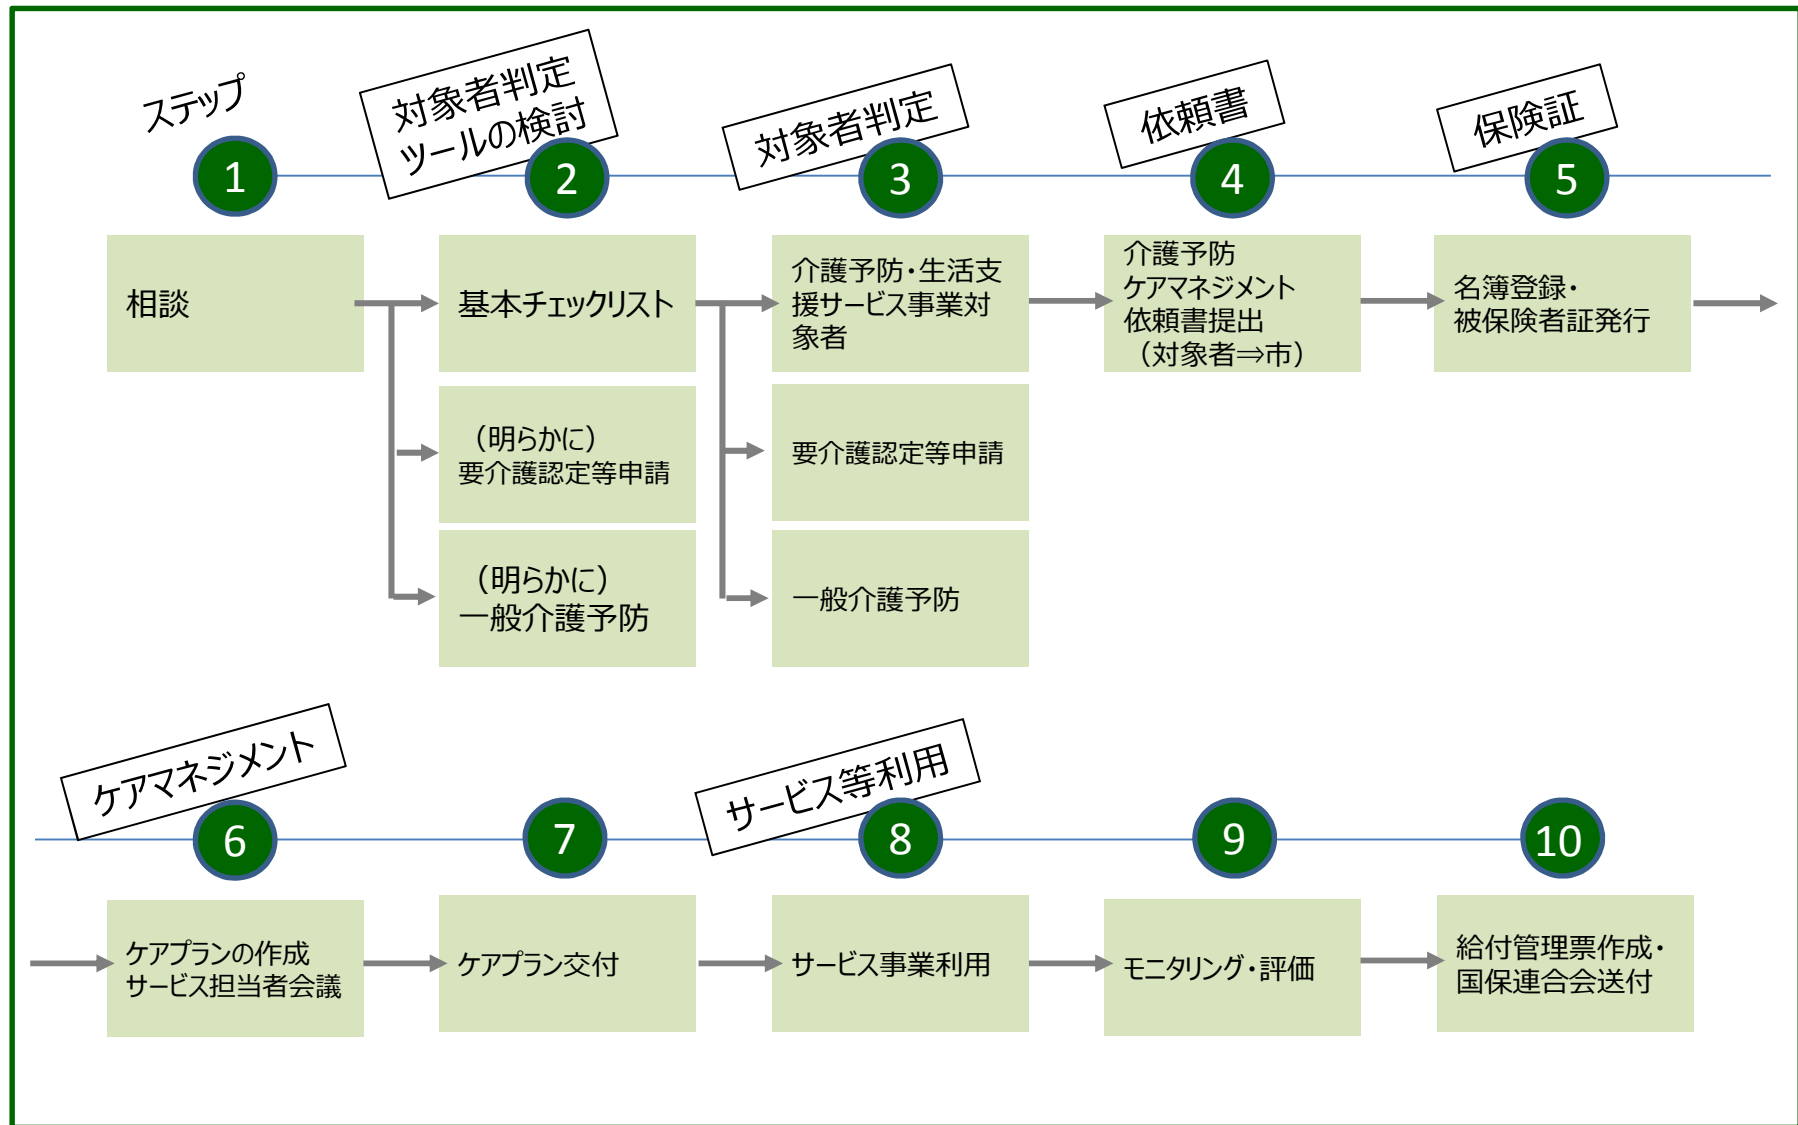 ステップ
対象者判定
ツールの検討
対象者判定
依頼書
保険証
1
2
3
4
5
相談
基本チェックリスト
介護予防・生活支
援サービス事業対
象者
介護予防
ケアマネジメント
依頼書提出
（対象者⇒市）
名簿登録・
被保険者証発行
（明らかに）
要介護認定等申請
要介護認定等申請
（明らかに）
一般介護予防
一般介護予防
ケアマネジメント
サービス等利用
6
7
8
9
10
ケアプランの作成
サービス担当者会議
ケアプラン交付
サービス事業利用
モニタリング・評価
給付管理票作成・
国保連合会送付